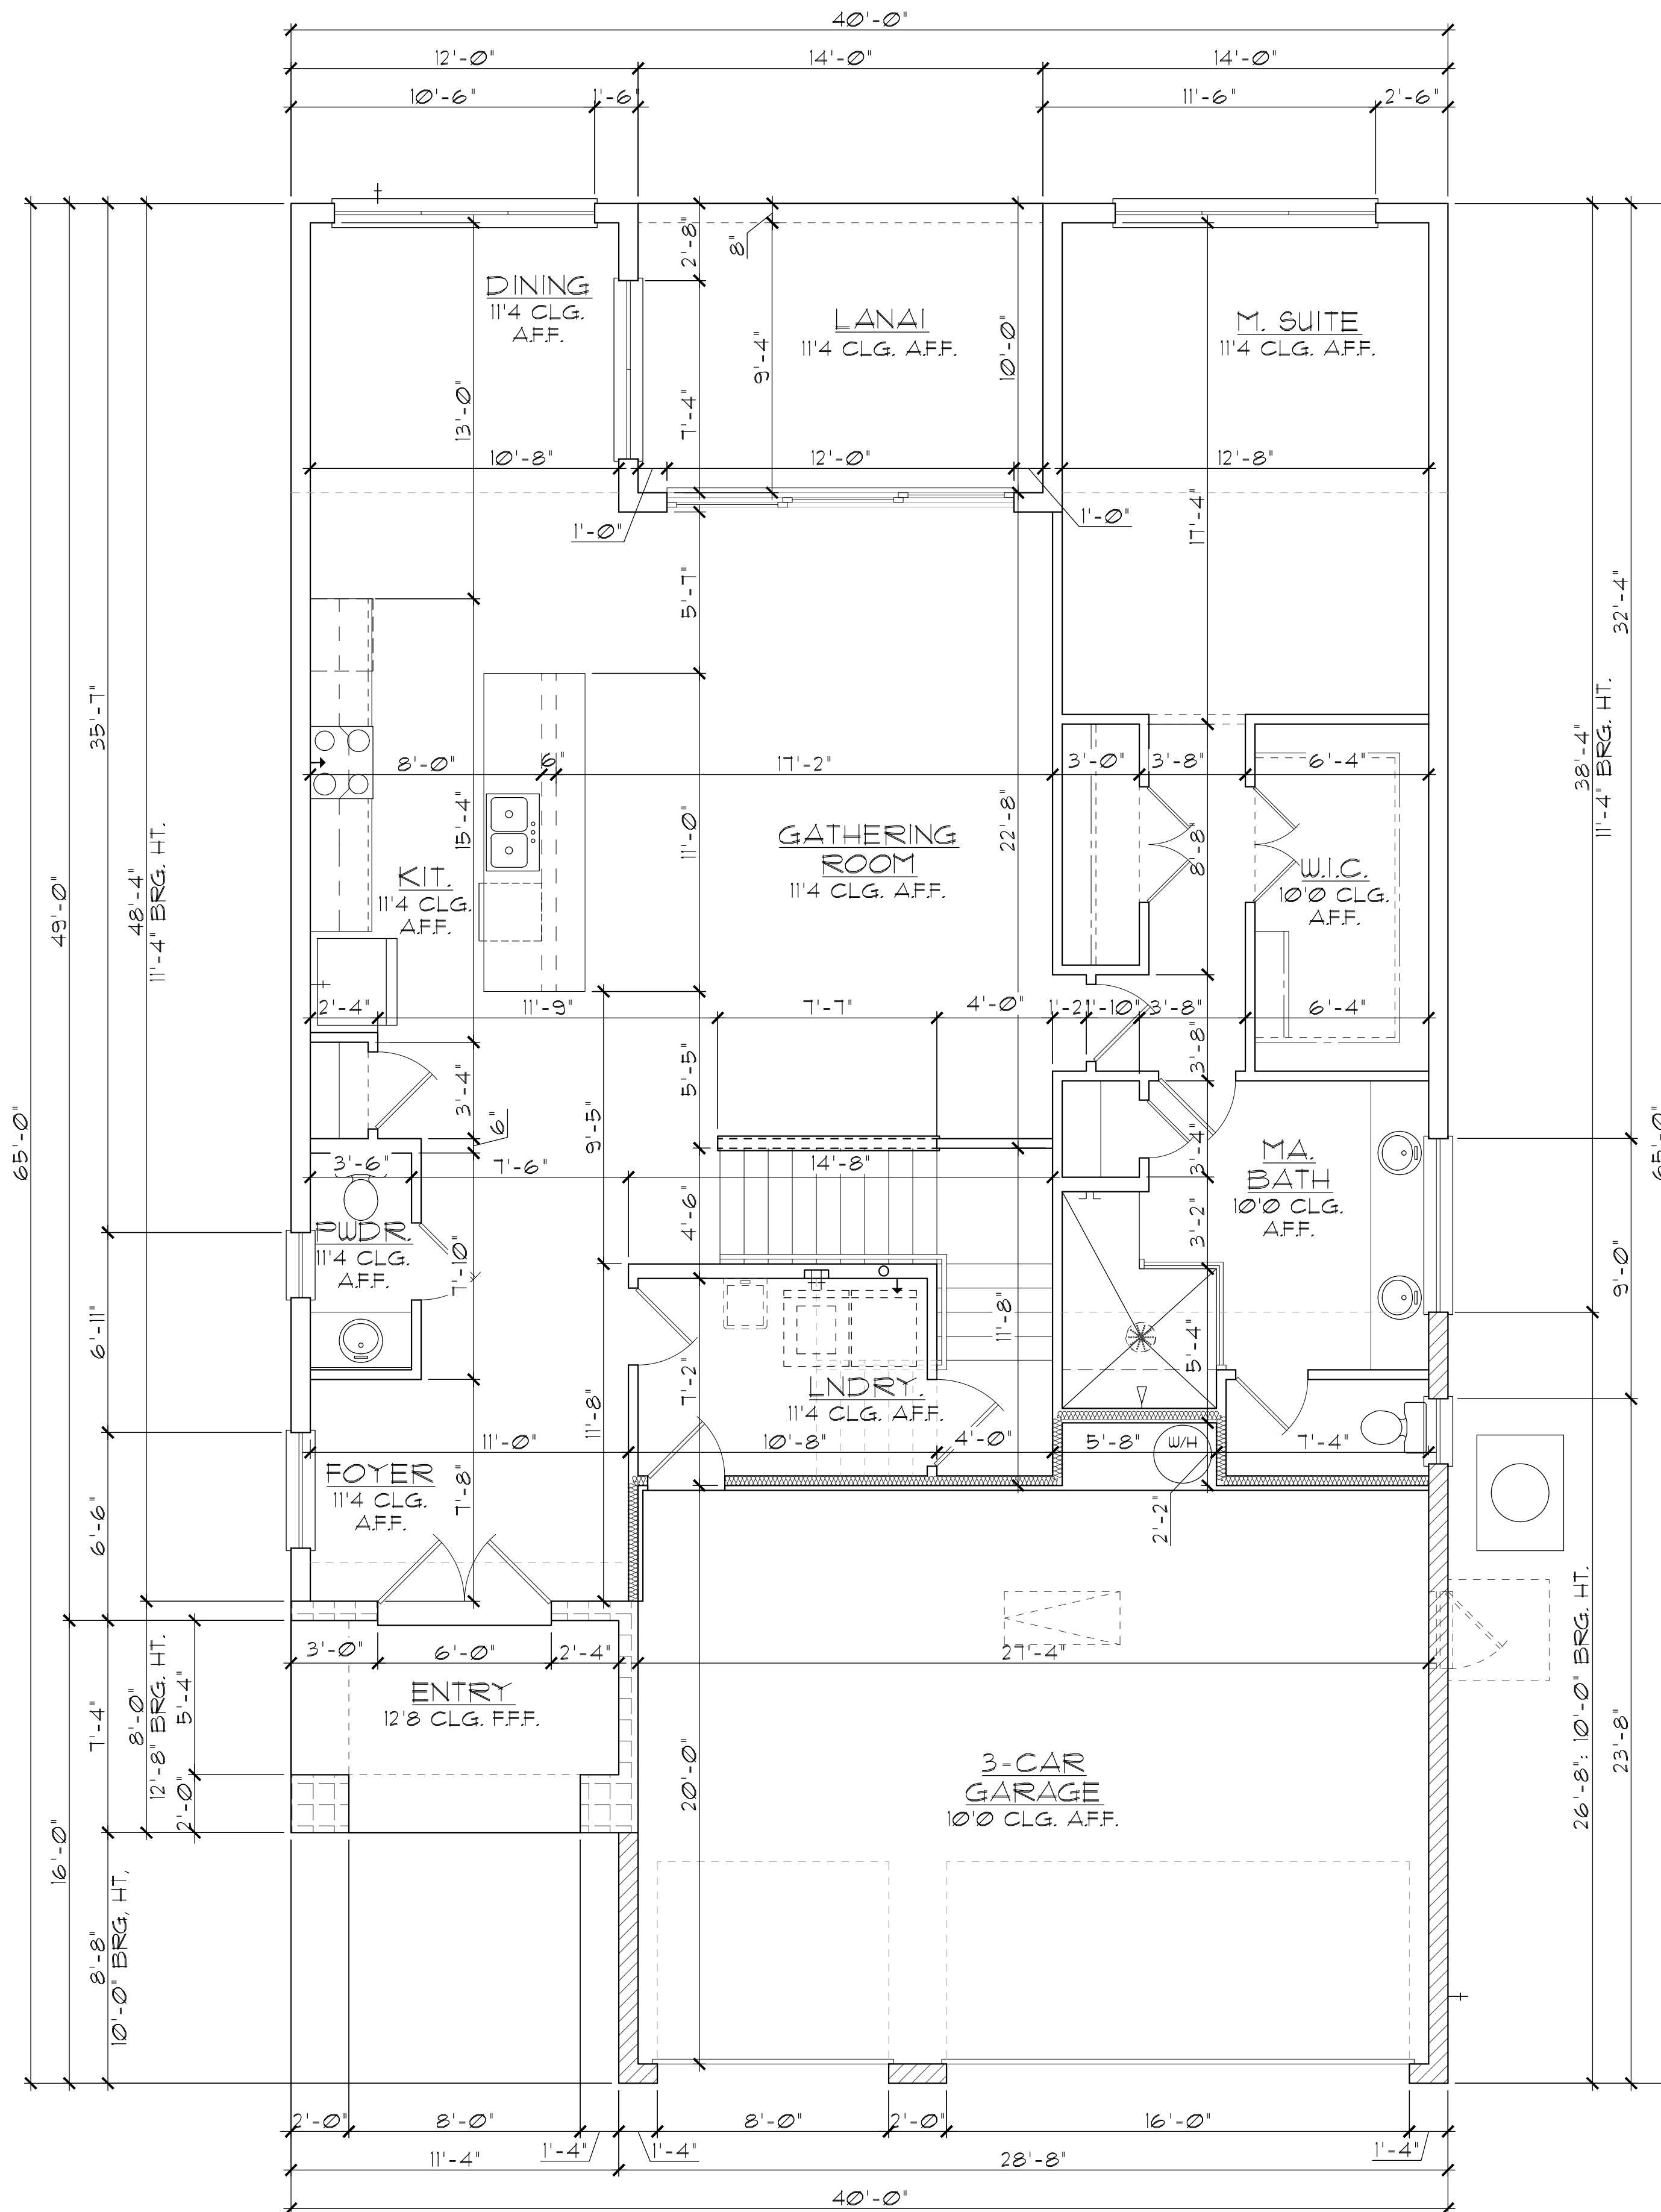 40'-0"
12'-0" 14'-0" 14'-0"
10'-6" 1'-6" 11'-6" 2'-6"
2'-8"
8"
DINING
11'4 CLG.
A.F.F.
LANAI
11'4 CLG. A.F.F.
M. SUITE
11'4 CLG. A.F.F.
9'-4"
10'-0"
13'-0"
7'-4"
10'-8" 12'-0" 12'-8"
1'-0" 1'-0"
17'-4"
5'-7"
32'-4"
35'-7"
38'-4"
11'-4" BRG. HT.
8'-0" 6" 17'-2" 3'-0" 3'-8" 6'-4"
15'-4"
11'-0"
22'-8"
8'-8"
GATHERING
ROOM
11'4 CLG. A.F.F.
KIT.
11'4 CLG.
A.F.F.
W.I.C.
10'0 CLG.
A.F.F.
49'-0"
48'-4"
11'-4" BRG. HT.
2'-4" 11'-9" 7'-7" 4'-0" 1'-2" 1'-10" 3'-8" 6'-4"
3'-4"
6"
9'-5"
5'-5"
3'-8"
65'-0"
65'-0"
3'-6" 7'-6" 14'-8"
3'-4"
MA.
BATH
10'0 CLG.
A.F.F.
4'-6"
3'-2"
PWDR.
11'4 CLG.
A.F.F.
7'-10"
9'-0"
6'-11"
11'-8"
5'-4"
11'-8"
7'-2"
LNDRY.
11'4 CLG. A.F.F.
11'-0" 10'-8" 4'-0" 5'-8" W/H 7'-4"
FOYER
11'4 CLG.
A.F.F.
7'-8"
6'-6"
2'-2"
3'-0" 6'-0" 2'-4" 27'-4"
ENTRY
12'8 CLG. F.F.F.
7'-4"
8'-0"
12'-8" BRG. HT.
5'-4"
2'-0"
20'-0"
3-CAR
GARAGE
10'0 CLG. A.F.F.
26'-8": 10'-0" BRG. HT.
23'-8"
16'-0"
8'-8"
10'-0" BRG. HT.
2'-0" 8'-0" 8'-0" 2'-0" 16'-0"
1'-4" 1'-4" 1'-4"
11'-4" 28'-8"
40'-0"